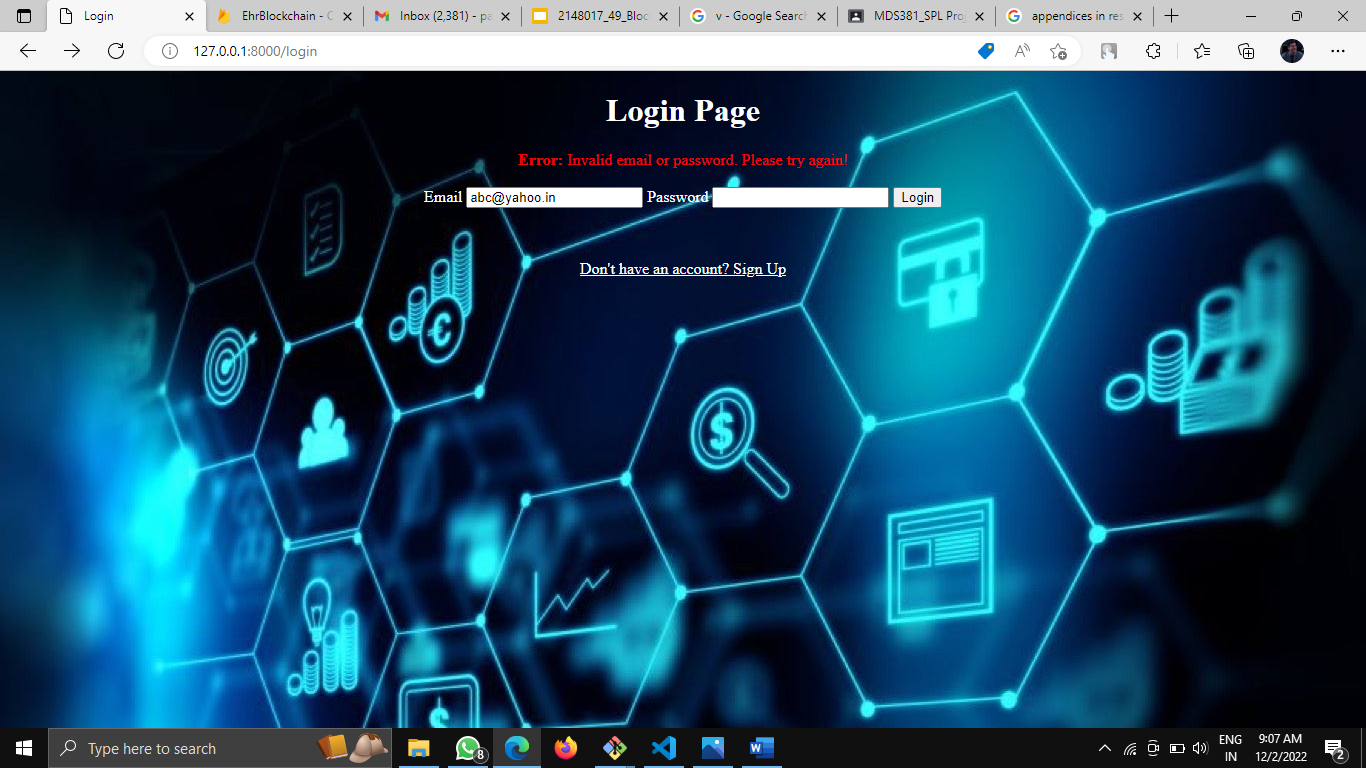 Login
EhrBlockchain - C
Inbox (2,381) - pa
2148017_49_Bloc
v - Google Search
MDS381_SPL Pro
appendices in res
127.0.0.1:8000/login
Login Page
Error: Invalid email or password. Please try again!
Email abc@yahoo.in Password Login
Don't have an account? Sign Up
Type here to search
8
ENG
IN
9:07 AM
12/2/2022
2